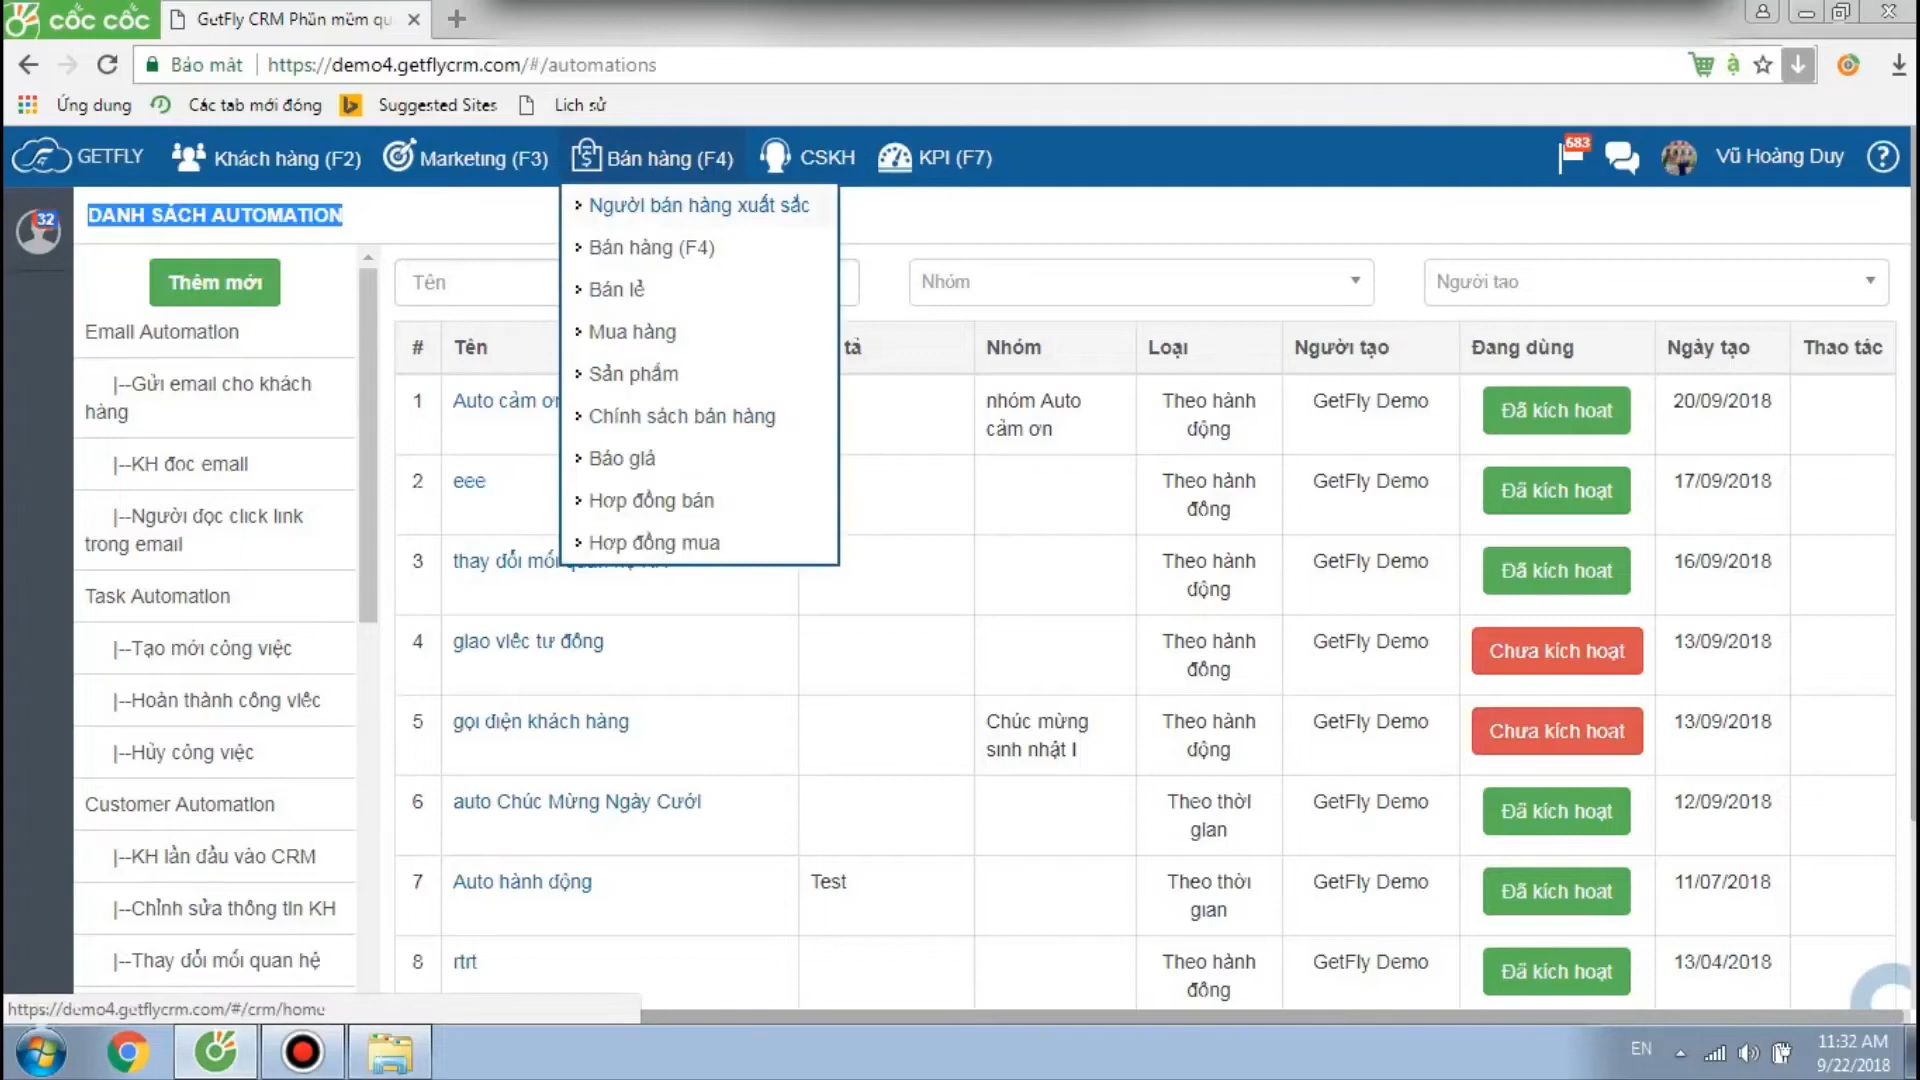 cốc cốc GetFly CRM Phần mềm qu
Bảo mật https://demo4.getflycrm.com/#/automations
Ứng dụng Các tab mới đóng Suggested Sites Lịch sử
GETFLY Khách hàng (F2) Marketing (F3) Bán hàng (F4) CSKH KPI (F7) 683 Vũ Hoàng Duy
32
DANH SÁCH AUTOMATION
Người bán hàng xuất sắc
Bán hàng (F4)
Bán lẻ
Mua hàng
Sản phẩm
Chính sách bán hàng
Báo giá
Hợp đồng bán
Hợp đồng mua
Thêm mới
Email Automation
|--Gửi email cho khách
hàng
|--KH đọc email
|--Người đọc click link
trong email
Task Automation
|--Tạo mới công việc
|--Hoàn thành công việc
|--Hủy công việc
Customer Automation
|--KH lần đầu vào CRM
|--Chỉnh sửa thông tin KH
|--Thay đổi mối quan hệ
Tên Nhóm Người tạo
# Tên tả Nhóm Loại Người tạo Đang dùng Ngày tạo Thao tác
1 Auto cảm ơn nhóm Auto Theo hành GetFly Demo Đã kích hoạt 20/09/2018
cảm ơn động
2 eee Theo hành GetFly Demo Đã kích hoạt 17/09/2018
động
3 thay đổi mối Theo hành GetFly Demo Đã kích hoạt 16/09/2018
động
4 giao việc tự động Theo hành GetFly Demo Chưa kích hoạt 13/09/2018
động
5 gọi điện khách hàng Chúc mừng Theo hành GetFly Demo Chưa kích hoạt 13/09/2018
sinh nhật I động
6 auto Chúc Mừng Ngày Cưới Theo thời GetFly Demo Đã kích hoạt 12/09/2018
gian
7 Auto hành động Test Theo thời GetFly Demo Đã kích hoạt 11/07/2018
gian
8 rtrt Theo hành GetFly Demo Đã kích hoạt 13/04/2018
động
https://demo4.getflycrm.com/#/crm/home
EN 11:32 AM
9/22/2018